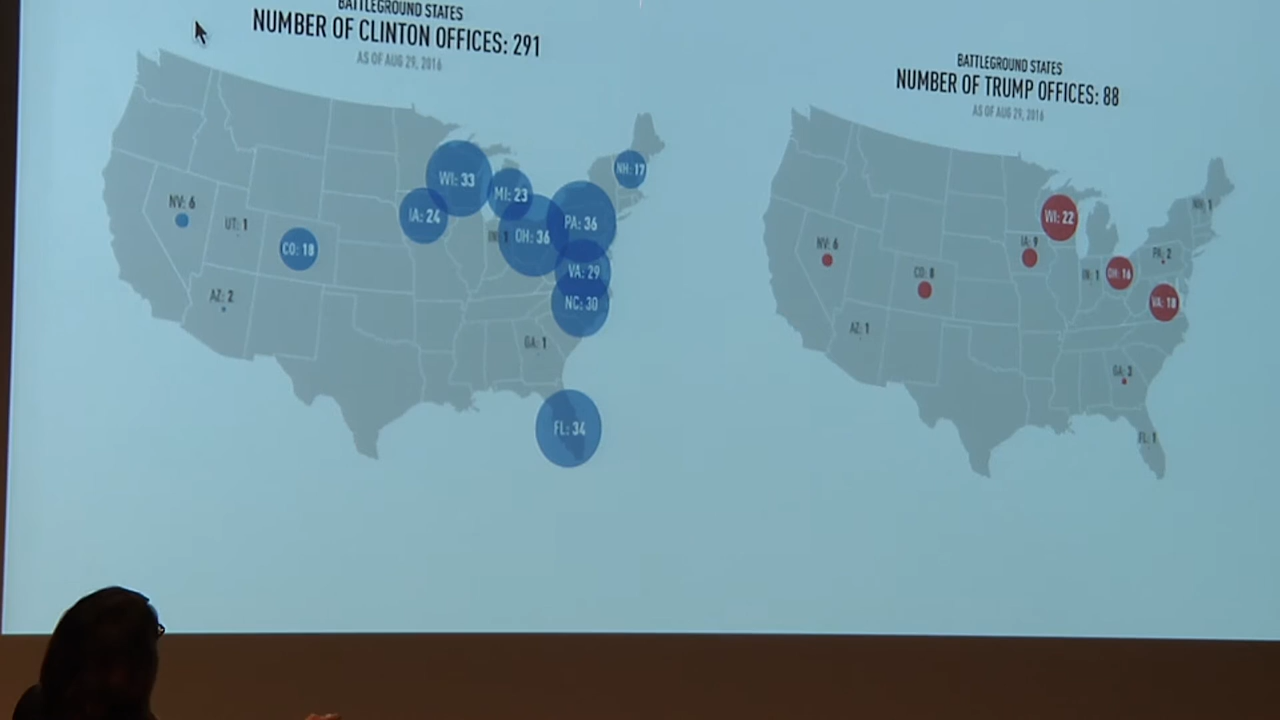 BATTLEGROUND STATES
NUMBER OF CLINTON OFFICES: 291
AS OF AUG 29, 2016
WI: 33
NH: 17
MI: 23
NV: 6
IA: 24
PA: 36
UT: 1
IN: 1
OH: 36
CO: 18
VA: 29
AZ: 2
NC: 30
GA: 1
FL: 34
BATTLEGROUND STATES
NUMBER OF TRUMP OFFICES: 88
AS OF AUG 29, 2016
NH: 1
WI: 22
NV: 6
IA: 9
PA: 2
CO: 8
IN: 1
OH: 16
VA: 18
AZ: 1
GA: 3
FL: 1